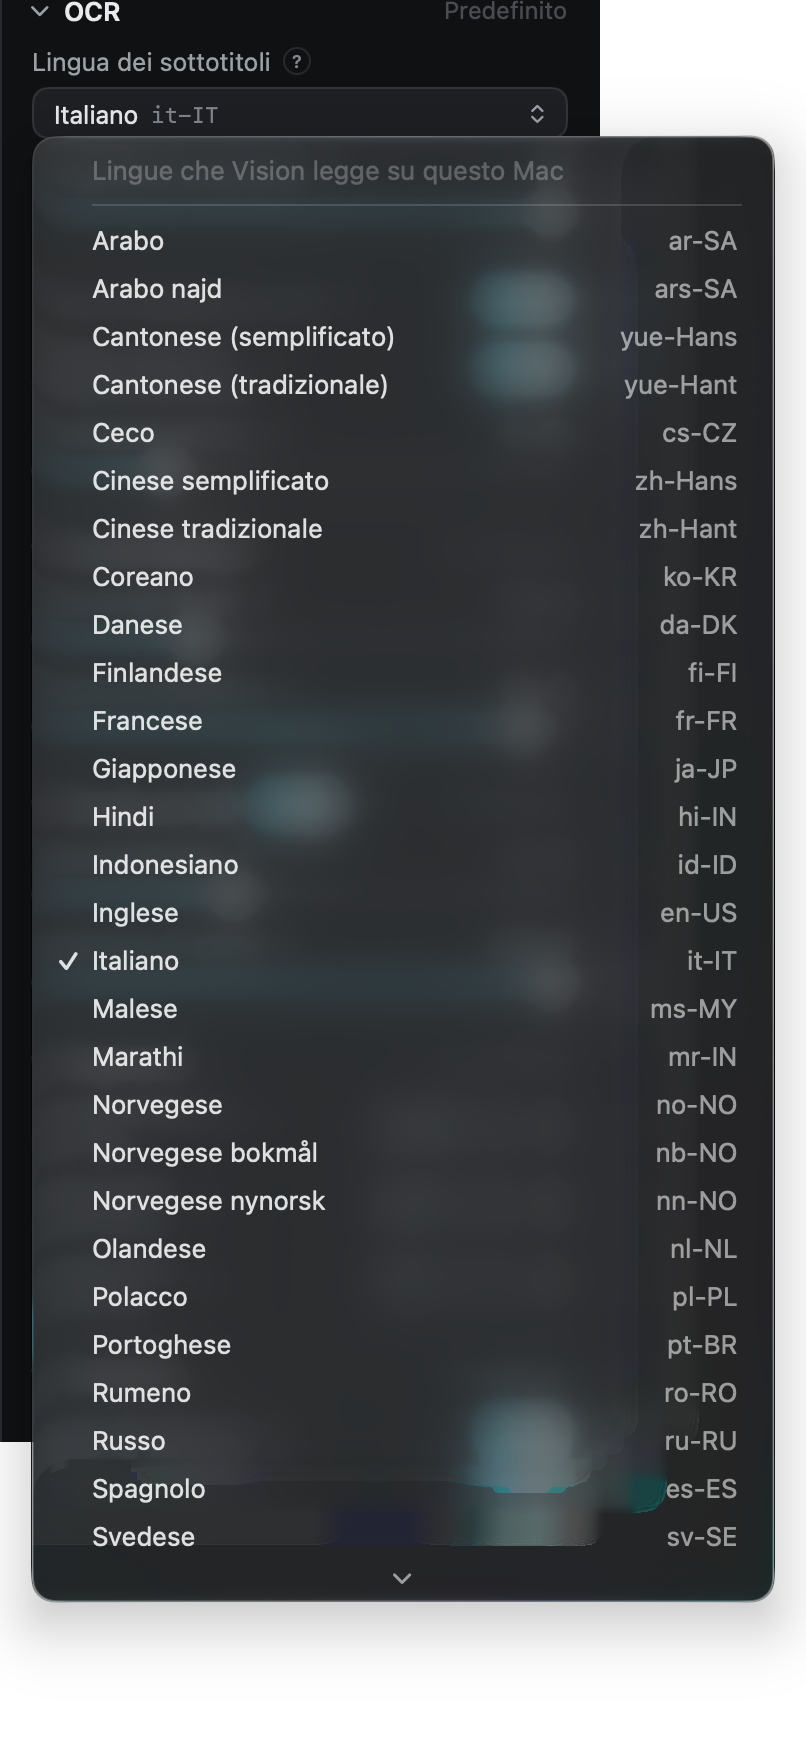 OCR Predefinito
Lingua dei sottotitoli ?
Italiano it-IT
Lingue che Vision legge su questo Mac
Arabo ar-SA
Arabo najd ars-SA
Cantonese (semplificato) yue-Hans
Cantonese (tradizionale) yue-Hant
Ceco cs-CZ
Cinese semplificato zh-Hans
Cinese tradizionale zh-Hant
Coreano ko-KR
Danese da-DK
Finlandese fi-FI
Francese fr-FR
Giapponese ja-JP
Hindi hi-IN
Indonesiano id-ID
Inglese en-US
Italiano it-IT
Malese ms-MY
Marathi mr-IN
Norvegese no-NO
Norvegese bokmål nb-NO
Norvegese nynorsk nn-NO
Olandese nl-NL
Polacco pl-PL
Portoghese pt-BR
Rumeno ro-RO
Russo ru-RU
Spagnolo es-ES
Svedese sv-SE